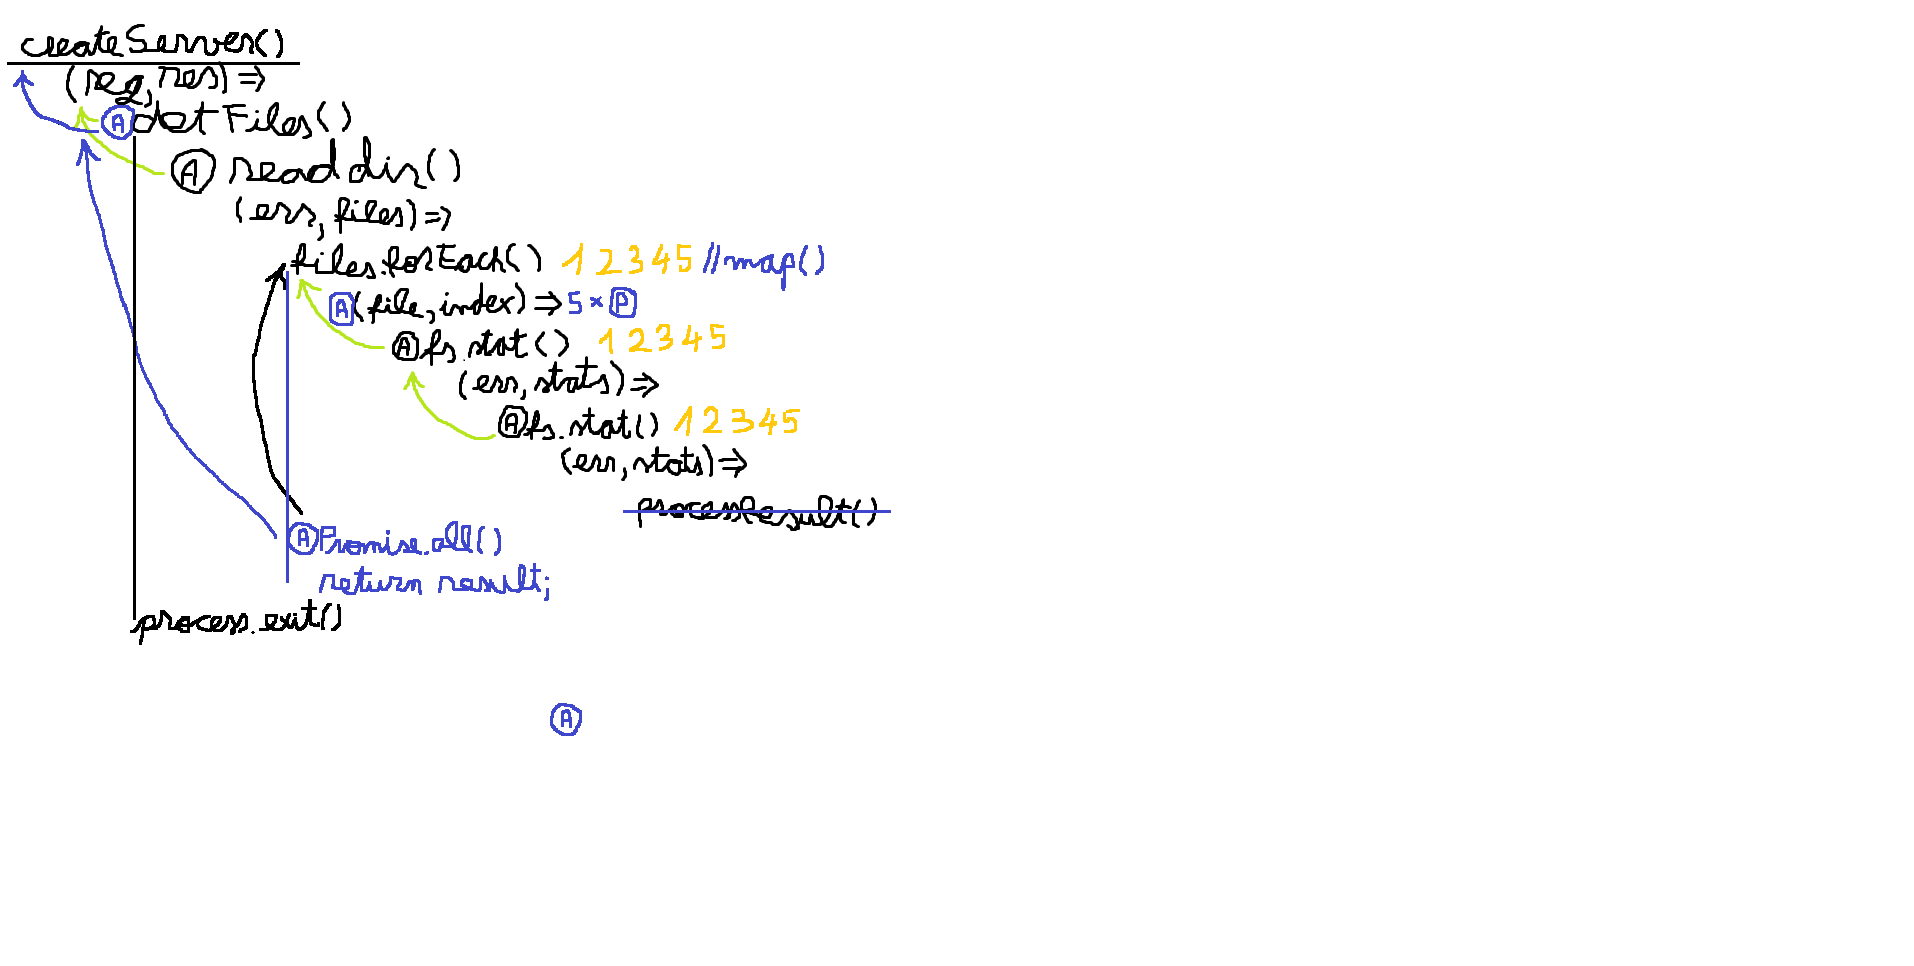 createServer()
(req, res) =>
A dotFiles()
A readdir()
(err, files) =>
files.forEach() 1 2 3 4 5 //map()
A (file, index) => 5 × P
A fs.stat() 1 2 3 4 5
(err, stats) =>
A fs.stat() 1 2 3 4 5
(err, stats) =>
processResult()
A Promise.all()
return result;
process.exit()
A